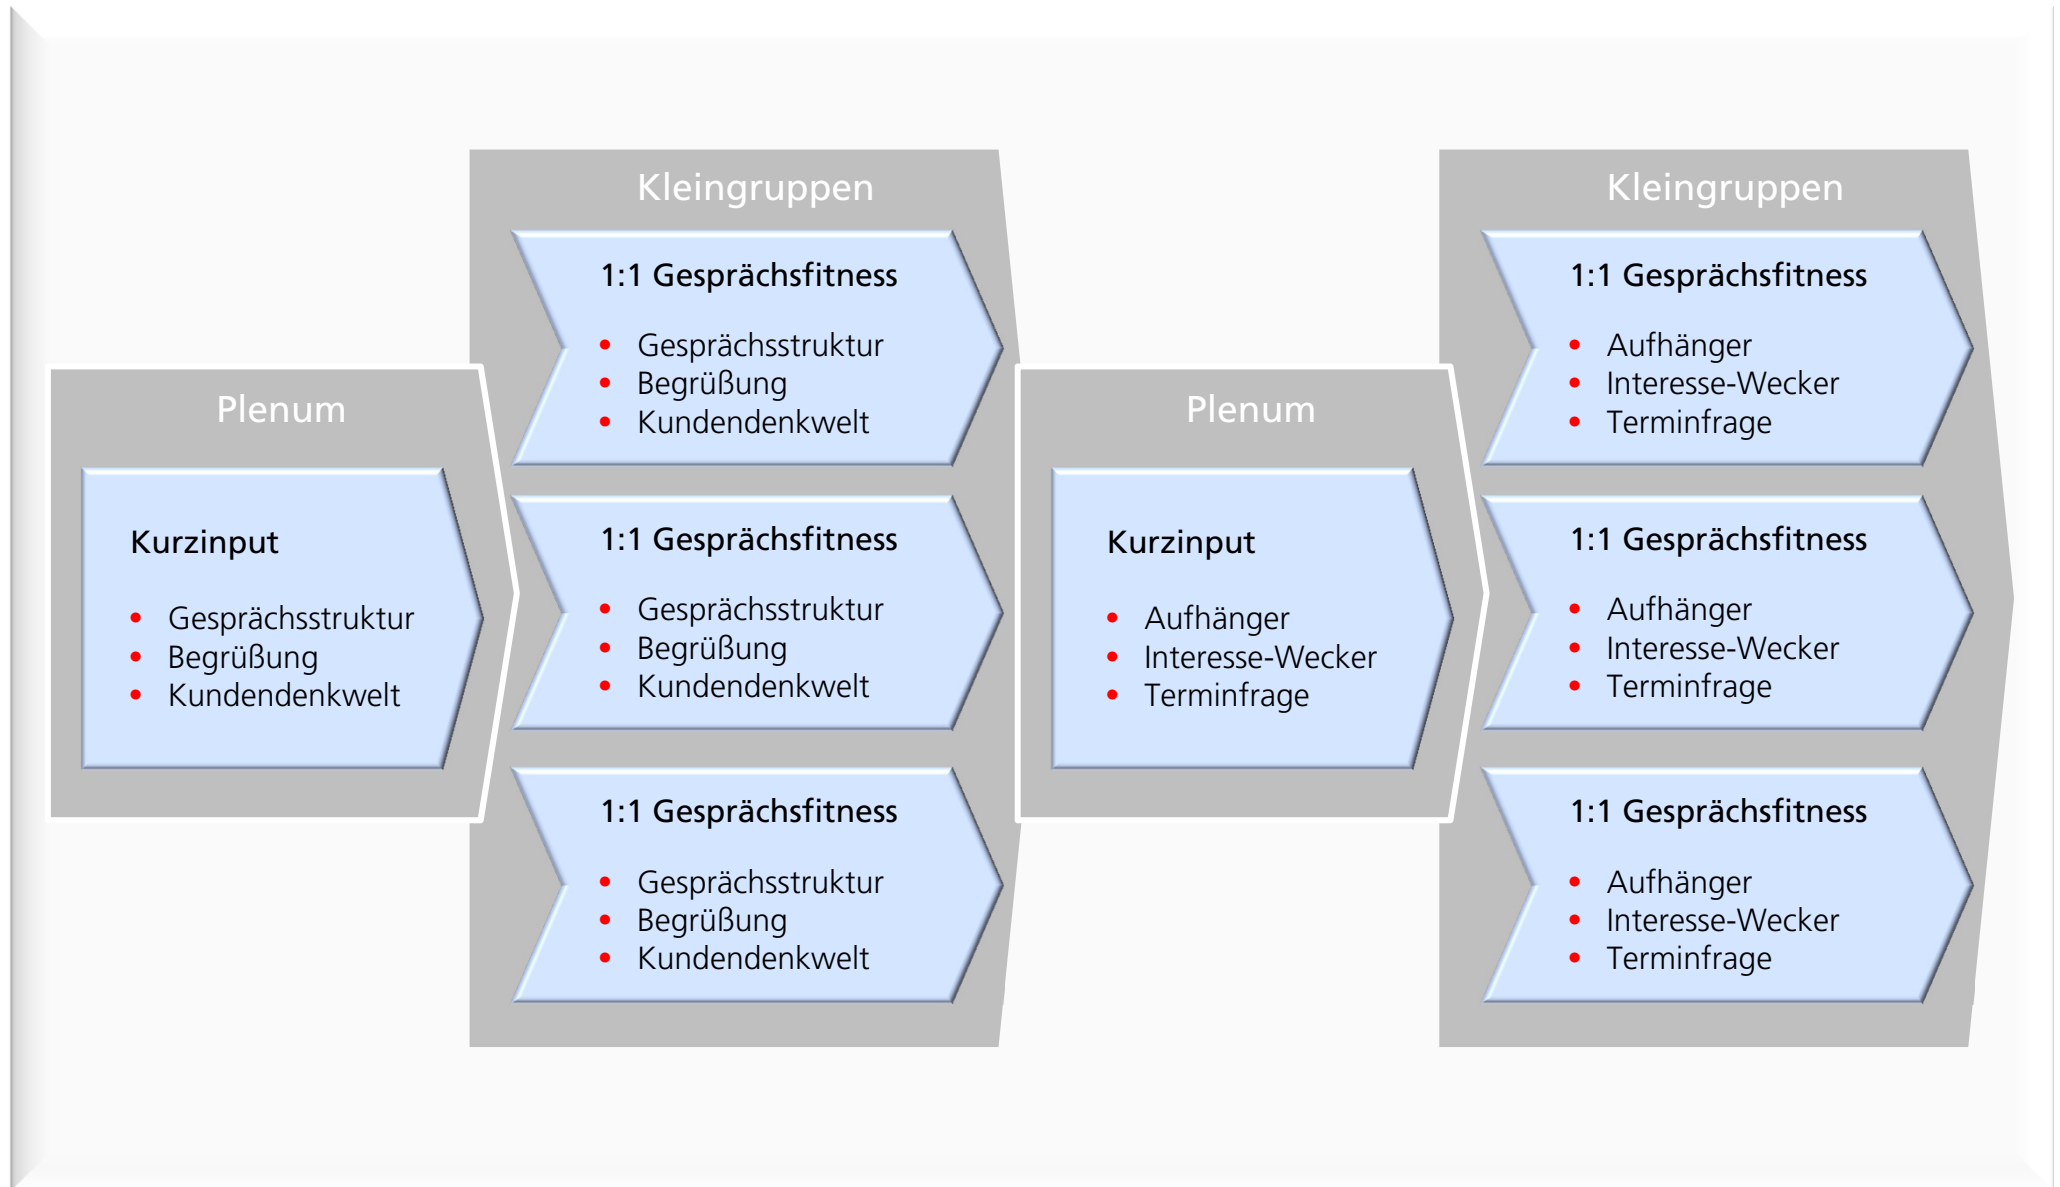 Plenum
Kurzinput
• Gesprächsstruktur
• Begrüßung
• Kundendenkwelt
Kleingruppen
1:1 Gesprächsfitness
• Gesprächsstruktur
• Begrüßung
• Kundendenkwelt
1:1 Gesprächsfitness
• Gesprächsstruktur
• Begrüßung
• Kundendenkwelt
1:1 Gesprächsfitness
• Gesprächsstruktur
• Begrüßung
• Kundendenkwelt
Plenum
Kurzinput
• Aufhänger
• Interesse-Wecker
• Terminfrage
Kleingruppen
1:1 Gesprächsfitness
• Aufhänger
• Interesse-Wecker
• Terminfrage
1:1 Gesprächsfitness
• Aufhänger
• Interesse-Wecker
• Terminfrage
1:1 Gesprächsfitness
• Aufhänger
• Interesse-Wecker
• Terminfrage